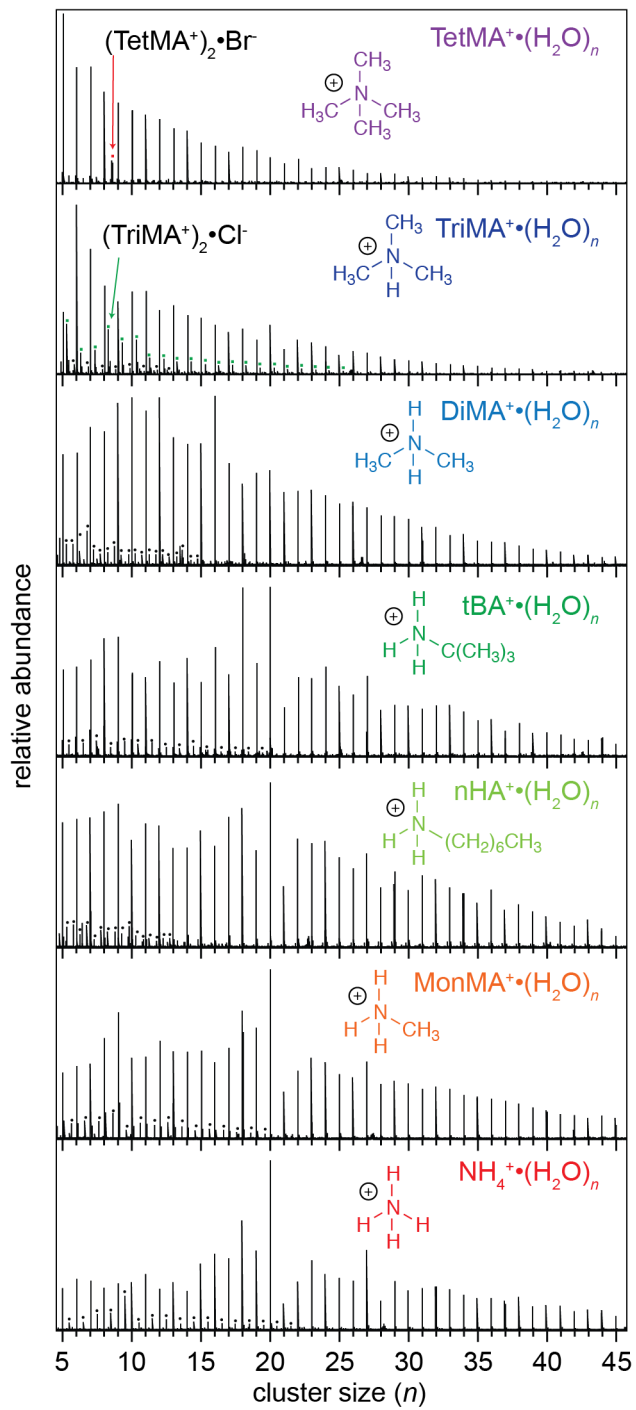 (TetMA⁺)₂•Br⁻
TetMA⁺•(H₂O)ₙ
⊕
CH₃
N
H₃C
CH₃
CH₃
(TriMA⁺)₂•Cl⁻
TriMA⁺•(H₂O)ₙ
⊕
CH₃
N
H₃C
CH₃
H
DiMA⁺•(H₂O)ₙ
⊕
H
N
H₃C
CH₃
H
relative abundance
tBA⁺•(H₂O)ₙ
⊕
H
N
H
C(CH₃)₃
H
nHA⁺•(H₂O)ₙ
⊕
H
N
H
(CH₂)₆CH₃
H
MonMA⁺•(H₂O)ₙ
⊕
H
N
H
CH₃
H
NH₄⁺•(H₂O)ₙ
⊕
H
N
H
H
H
5 10 15 20 25 30 35 40 45
cluster size (n)